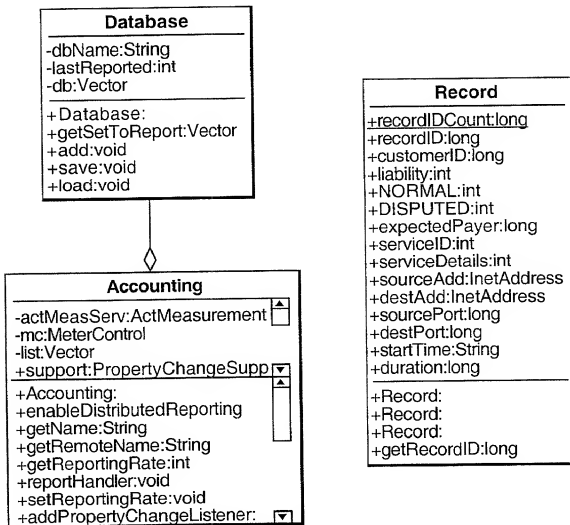 Database
-dbName:String
-lastReported:int
-db:Vector
+Database:
+getSetToReport:Vector
+add:void
+save:void
+load:void
Accounting
-actMeasServ:ActMeasurement
-mc:MeterControl
-list:Vector
+support:PropertyChangeSupp
+Accounting:
+enableDistributedReporting
+getName:String
+getRemoteName:String
+getReportingRate:int
+reportHandler:void
+setReportingRate:void
+addPropertyChangeListener:
Record
+recordIDCount:long
+recordID:long
+customerID:long
+liability:int
+NORMAL:int
+DISPUTED:int
+expectedPayer:long
+serviceID:int
+serviceDetails:int
+sourceAdd:InetAddress
+destAdd:InetAddress
+sourcePort:long
+destPort:long
+startTime:String
+duration:long
+Record:
+Record:
+Record:
+getRecordID:long